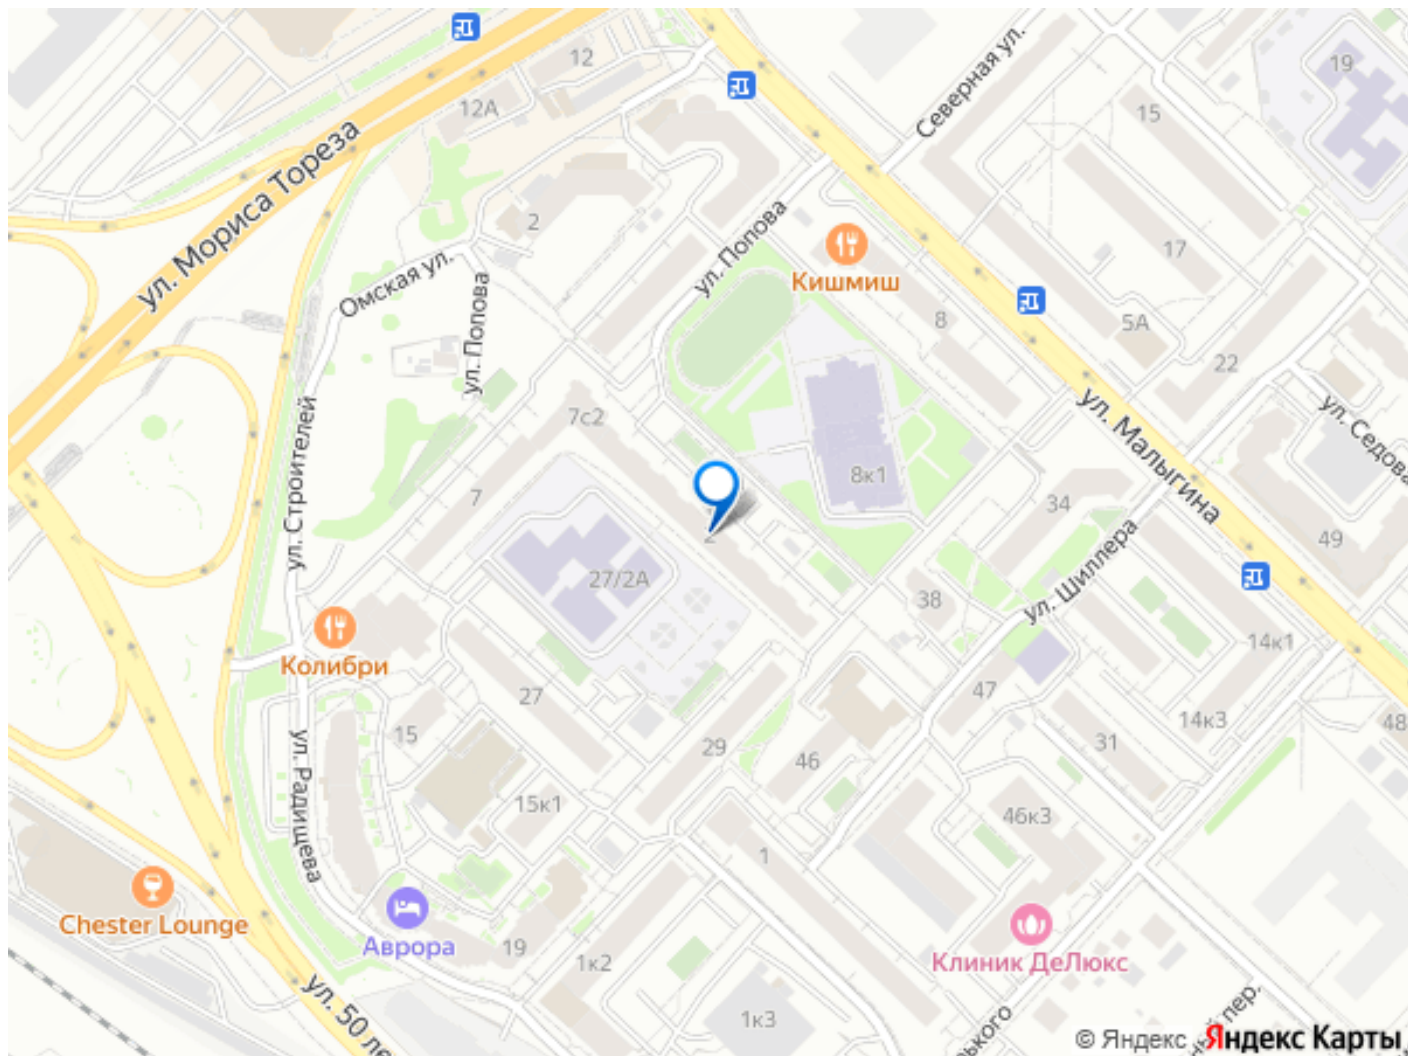 12
19
Северная ул.
15
12А
ул. Мориса Тореза
2
ул. Попова
17
Омская ул.
Кишмиш
ул. Попова
8
5А
22
ул. Малыгина
ул. Седова
7с2
ул. Строителей
8к1
7
34
2
49
27/2А
ул. Шиллера
38
14к1
Колибри
47
27
14к3
48
15
29
31
46
ул. Радищева
15к1
46к3
1
Chester Lounge
Аврора
19
1к2
Клиник ДеЛюкс
ул. 50 ле
1к3
пер.
ького
© Яндекс Яндекс Карты